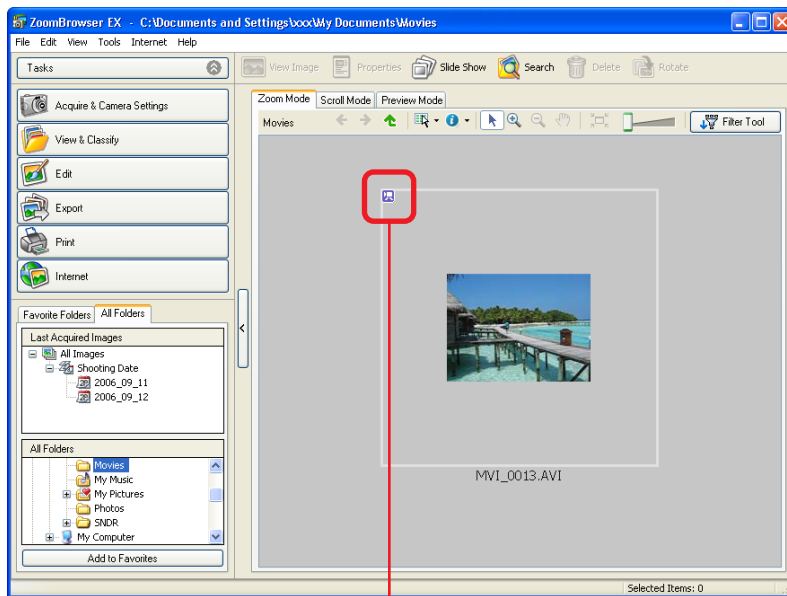 ZoomBrowser EX - C:\Documents and Settings\xxx\My Documents\Movies
File Edit View Tools Internet Help
Tasks
View Image Properties Slide Show Search Delete Rotate
Acquire & Camera Settings
View & Classify
Edit
Export
Print
Internet
Zoom Mode Scroll Mode Preview Mode
Movies
Filter Tool
MVI_0013.AVI
Favorite Folders All Folders
Last Acquired Images
All Images
Shooting Date
2006_09_11
2006_09_12
All Folders
Movies
My Music
My Pictures
Photos
SNDR
My Computer
Add to Favorites
Selected Items: 0